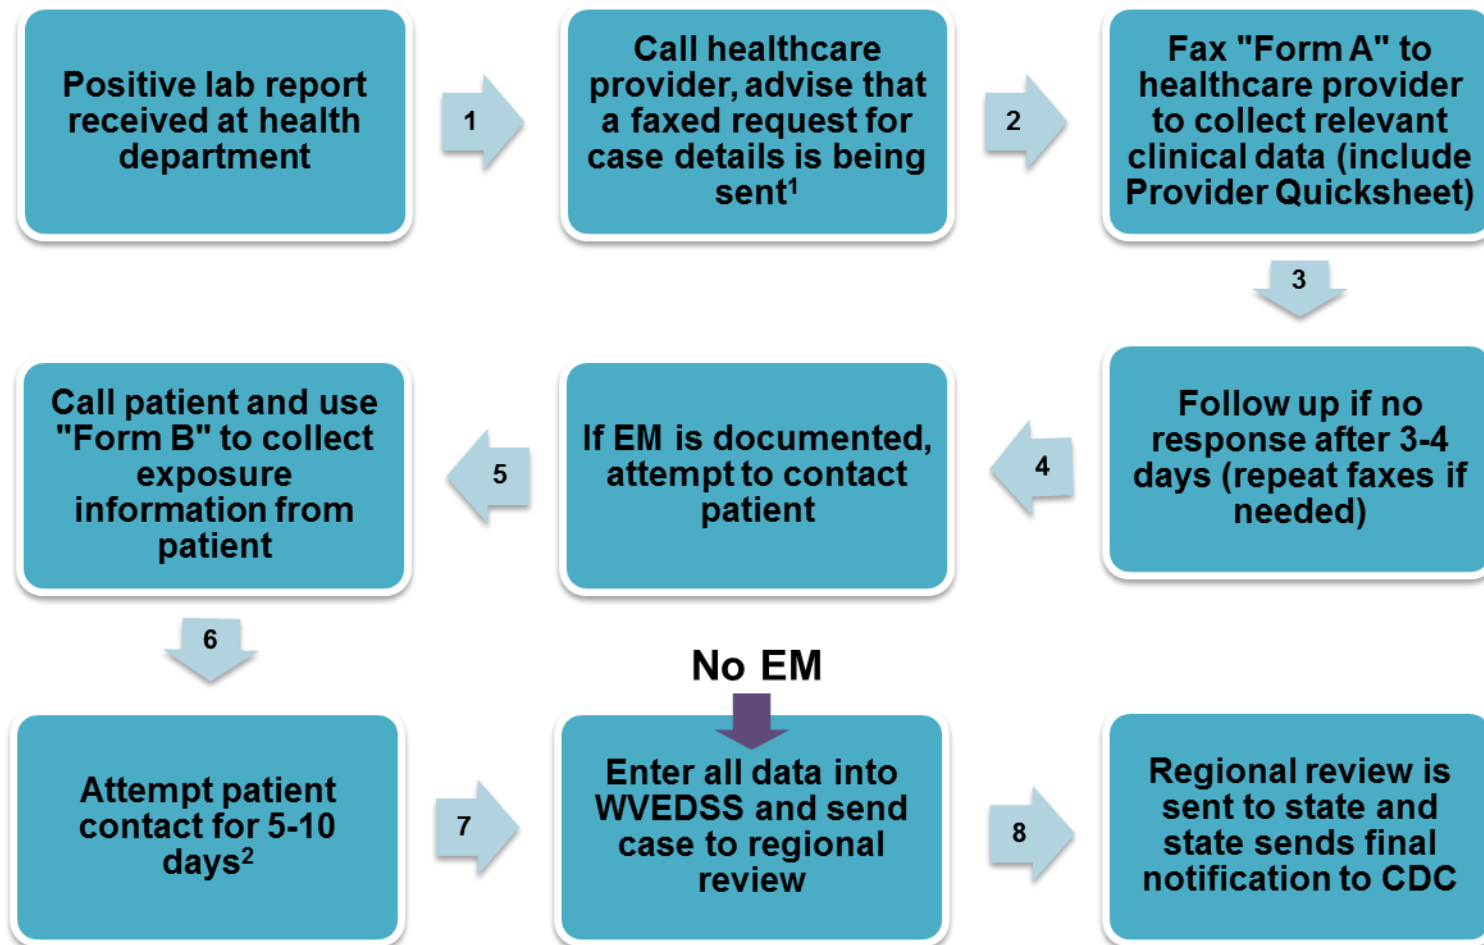 Positive lab report
received at health
department
1
Call healthcare
provider, advise that
a faxed request for
case details is being
sent¹
2
Fax "Form A" to
healthcare provider
to collect relevant
clinical data (include
Provider Quicksheet)
3
Follow up if no
response after 3-4
days (repeat faxes if
needed)
4
If EM is documented,
attempt to contact
patient
5
Call patient and use
"Form B" to collect
exposure
information from
patient
6
Attempt patient
contact for 5-10
days²
7
No EM
Enter all data into
WVEDSS and send
case to regional
review
8
Regional review is
sent to state and
state sends final
notification to CDC